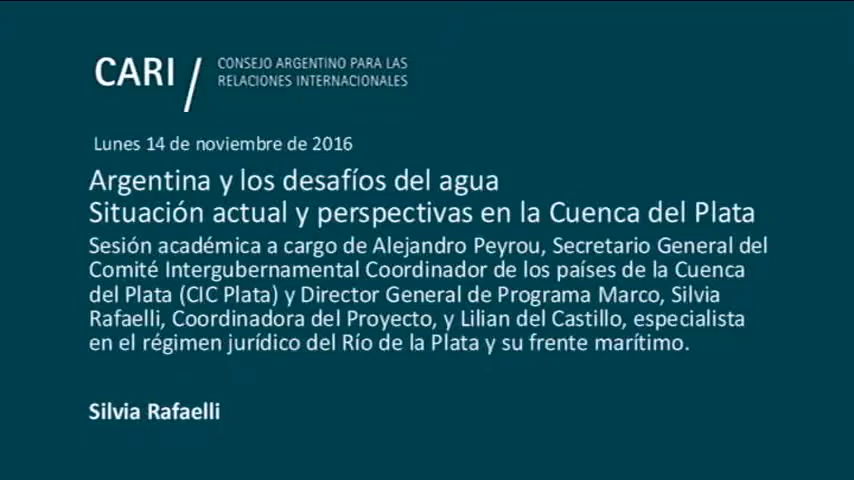 CARI / CONSEJO ARGENTINO PARA LAS
RELACIONES INTERNACIONALES
Lunes 14 de noviembre de 2016
Argentina y los desafíos del agua
Situación actual y perspectivas en la Cuenca del Plata
Sesión académica a cargo de Alejandro Peyrou, Secretario General del
Comité Intergubernamental Coordinador de los países de la Cuenca
del Plata (CIC Plata) y Director General de Programa Marco, Silvia
Rafaelli, Coordinadora del Proyecto, y Lilian del Castillo, especialista
en el régimen jurídico del Río de la Plata y su frente marítimo.
Silvia Rafaelli